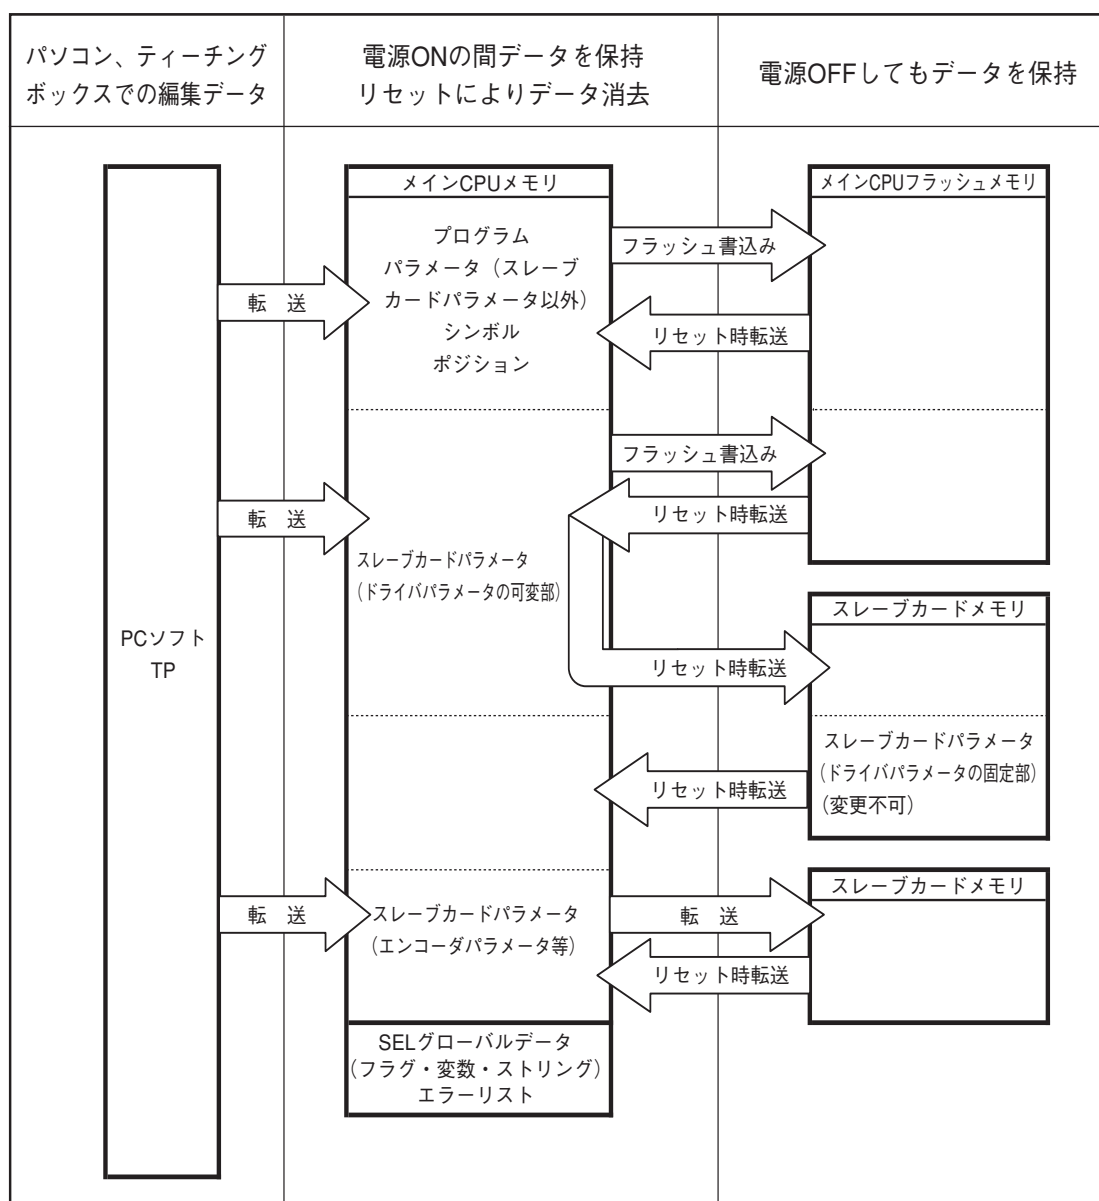 パソコン、ティーチング
ボックスでの編集データ
電源ONの間データを保持
リセットによりデータ消去
電源OFFしてもデータを保持
PCソフト
TP
転 送
転 送
転 送
メインCPUメモリ
プログラム
パラメータ（スレーブ
カードパラメータ以外）
シンボル
ポジション
スレーブカードパラメータ
（ドライバパラメータの可変部）
スレーブカードパラメータ
（エンコーダパラメータ等）
SELグローバルデータ
（フラグ・変数・ストリング）
エラーリスト
フラッシュ書込み
リセット時転送
フラッシュ書込み
リセット時転送
リセット時転送
リセット時転送
転 送
リセット時転送
メインCPUフラッシュメモリ
スレーブカードメモリ
スレーブカードパラメータ
（ドライバパラメータの固定部）
（変更不可）
スレーブカードメモリ